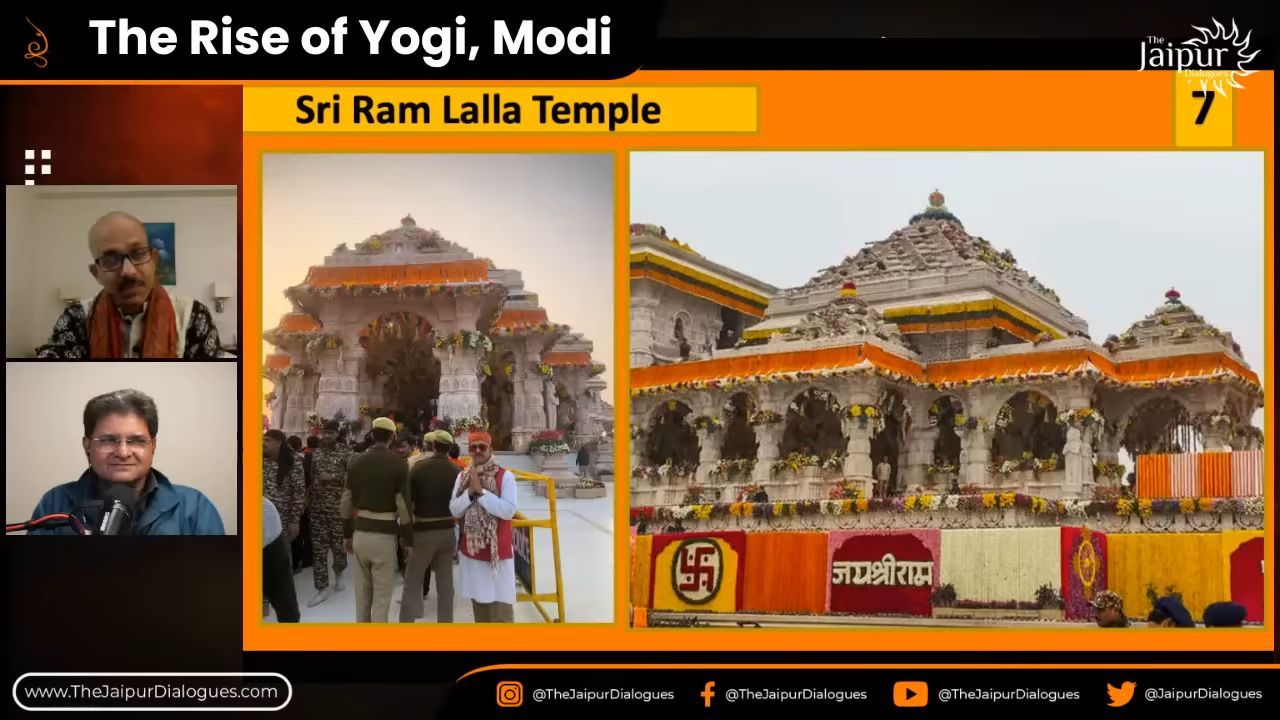 The Rise of Yogi, Modi
The
Jaipur
Dialogues
Sri Ram Lalla Temple
7
जयश्रीराम
www.TheJaipurDialogues.com
@TheJaipurDialogues
@TheJaipurDialogues
@TheJaipurDialogues
@JaipurDialogues